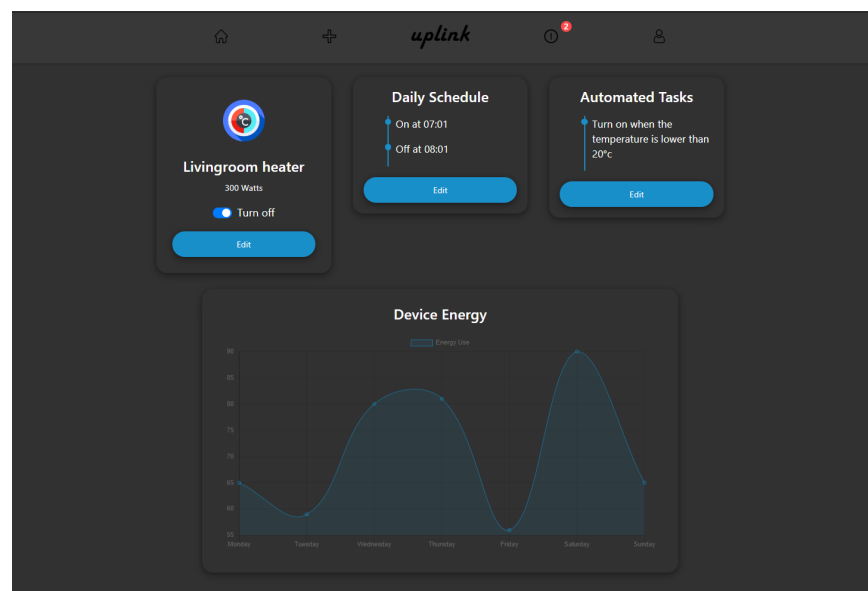 uplink
2
°C
Livingroom heater
300 Watts
Turn off
Edit
Daily Schedule
On at 07:01
Off at 08:01
Edit
Automated Tasks
Turn on when the
temperature is lower than
20°c
Edit
Device Energy
Energy Use
90
85
80
75
70
65
60
55
Monday
Tuesday
Wednesday
Thursday
Friday
Saturday
Sunday